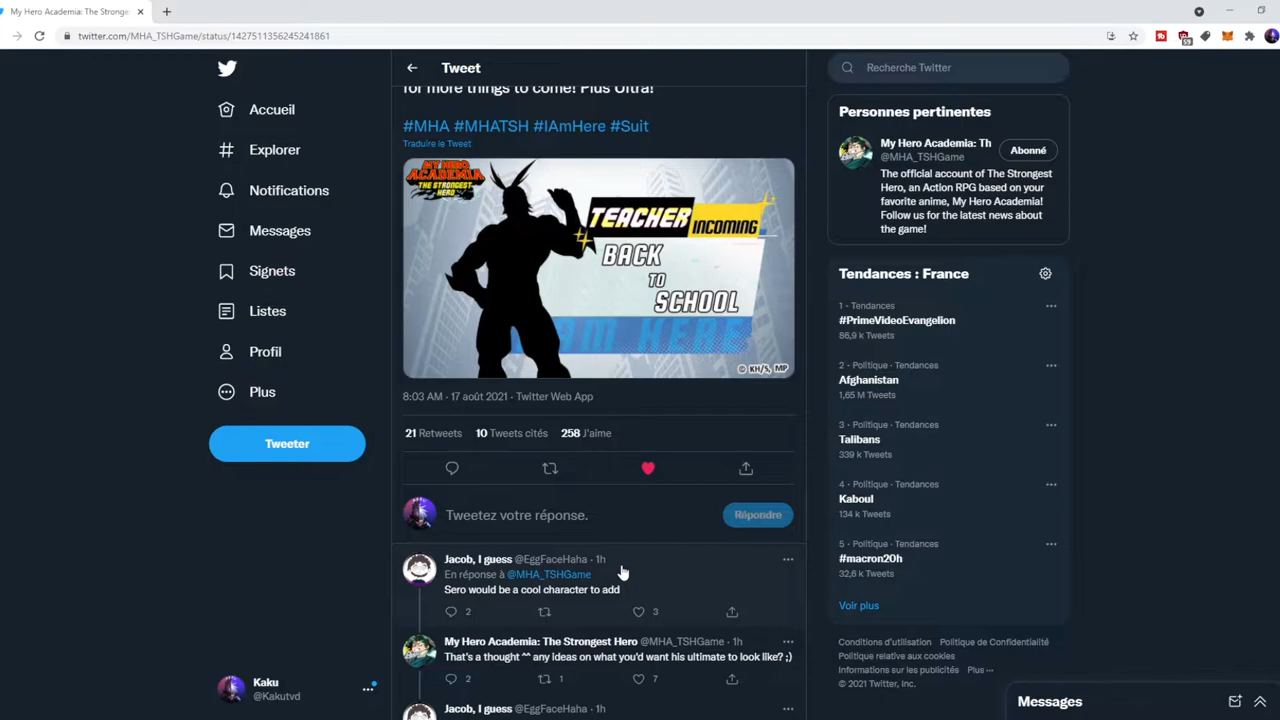 My Hero Academia: The Stronge
twitter.com/MHA_TSHGame/status/1427511356245241861
Accueil
Explorer
Notifications
Messages
Signets
Listes
Profil
Plus
Tweeter
Kaku
@Kakutvd
Tweet
for more things to come! Plus Ultra!
#MHA #MHATSH #IAmHere #Suit
Traduire le Tweet
MY HERO
ACADEMIA
THE STRONGEST
HERO
TEACHER
INCOMING
BACK
TO
SCHOOL
I AM HERE
© KH/S, MP
8:03 AM · 17 août 2021 · Twitter Web App
21 Retweets 10 Tweets cités 258 J'aime
Tweetez votre réponse.
Répondre
Jacob, I guess @EggFaceHaha · 1h
En réponse à @MHA_TSHGame
Sero would be a cool character to add
2 3
My Hero Academia: The Strongest Hero @MHA_TSHGame · 1h
That's a thought ^^ any ideas on what you'd want his ultimate to look like? ;)
2 1 7
Jacob, I guess @EggFaceHaha · 1h
Recherche Twitter
Personnes pertinentes
My Hero Academia: Th
@MHA_TSHGame
Abonné
The official account of The Strongest
Hero, an Action RPG based on your
favorite anime, My Hero Academia!
Follow us for the latest news about
the game!
Tendances : France
1 · Tendances
#PrimeVideoEvangelion
86,9 k Tweets
2 · Politique · Tendances
Afghanistan
1,65 M Tweets
3 · Politique · Tendances
Talibans
339 k Tweets
4 · Politique · Tendances
Kaboul
134 k Tweets
5 · Politique · Tendances
#macron20h
32,6 k Tweets
Voir plus
Conditions d'utilisation Politique de Confidentialité
Politique relative aux cookies
Informations sur les publicités Plus ···
© 2021 Twitter, Inc.
Messages